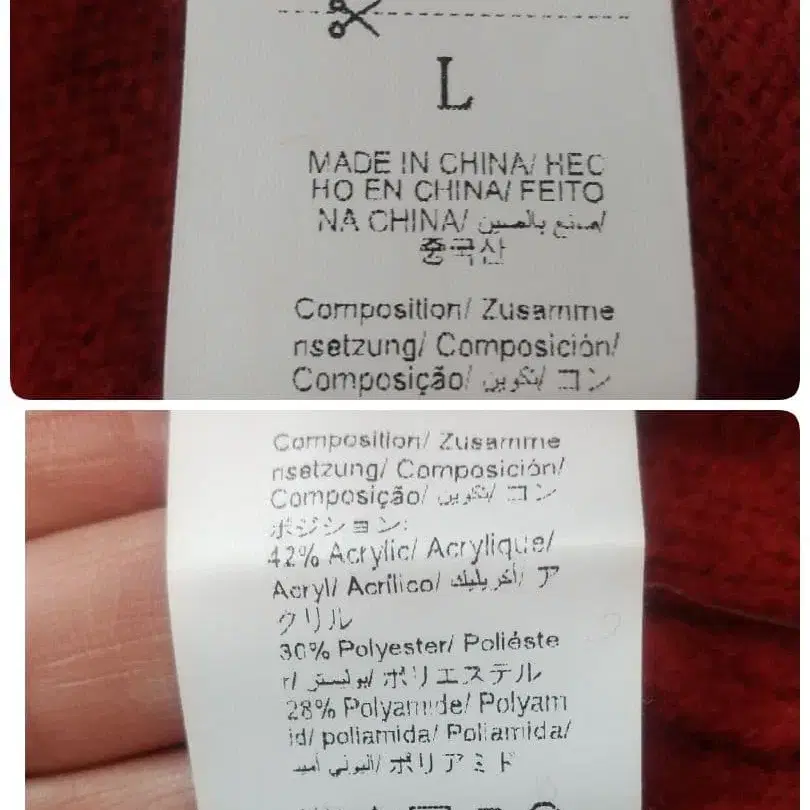 L
MADE IN CHINA/ HEC
HO EN CHINA/ FEITO
NA CHINA/ صنع بالصين/
중국산
Composition/ Zusamme
nsetzung/ Composición/
Composição/ تكوين/ コン
Composition/ Zusamme
nsetzung/ Composición/
Composição/ تكوين/ コン
ポジション:
42% Acrylic/ Acrylique/
Acryl/ Acrílico/ أكريليك/ ア
クリル
30% Polyester/ Poliéste
r/ بوليستر/ ポリエステル
28% Polyamide/ Polyam
id/ poliamida/ Poliamida/
البولي أميد/ ポリアミド